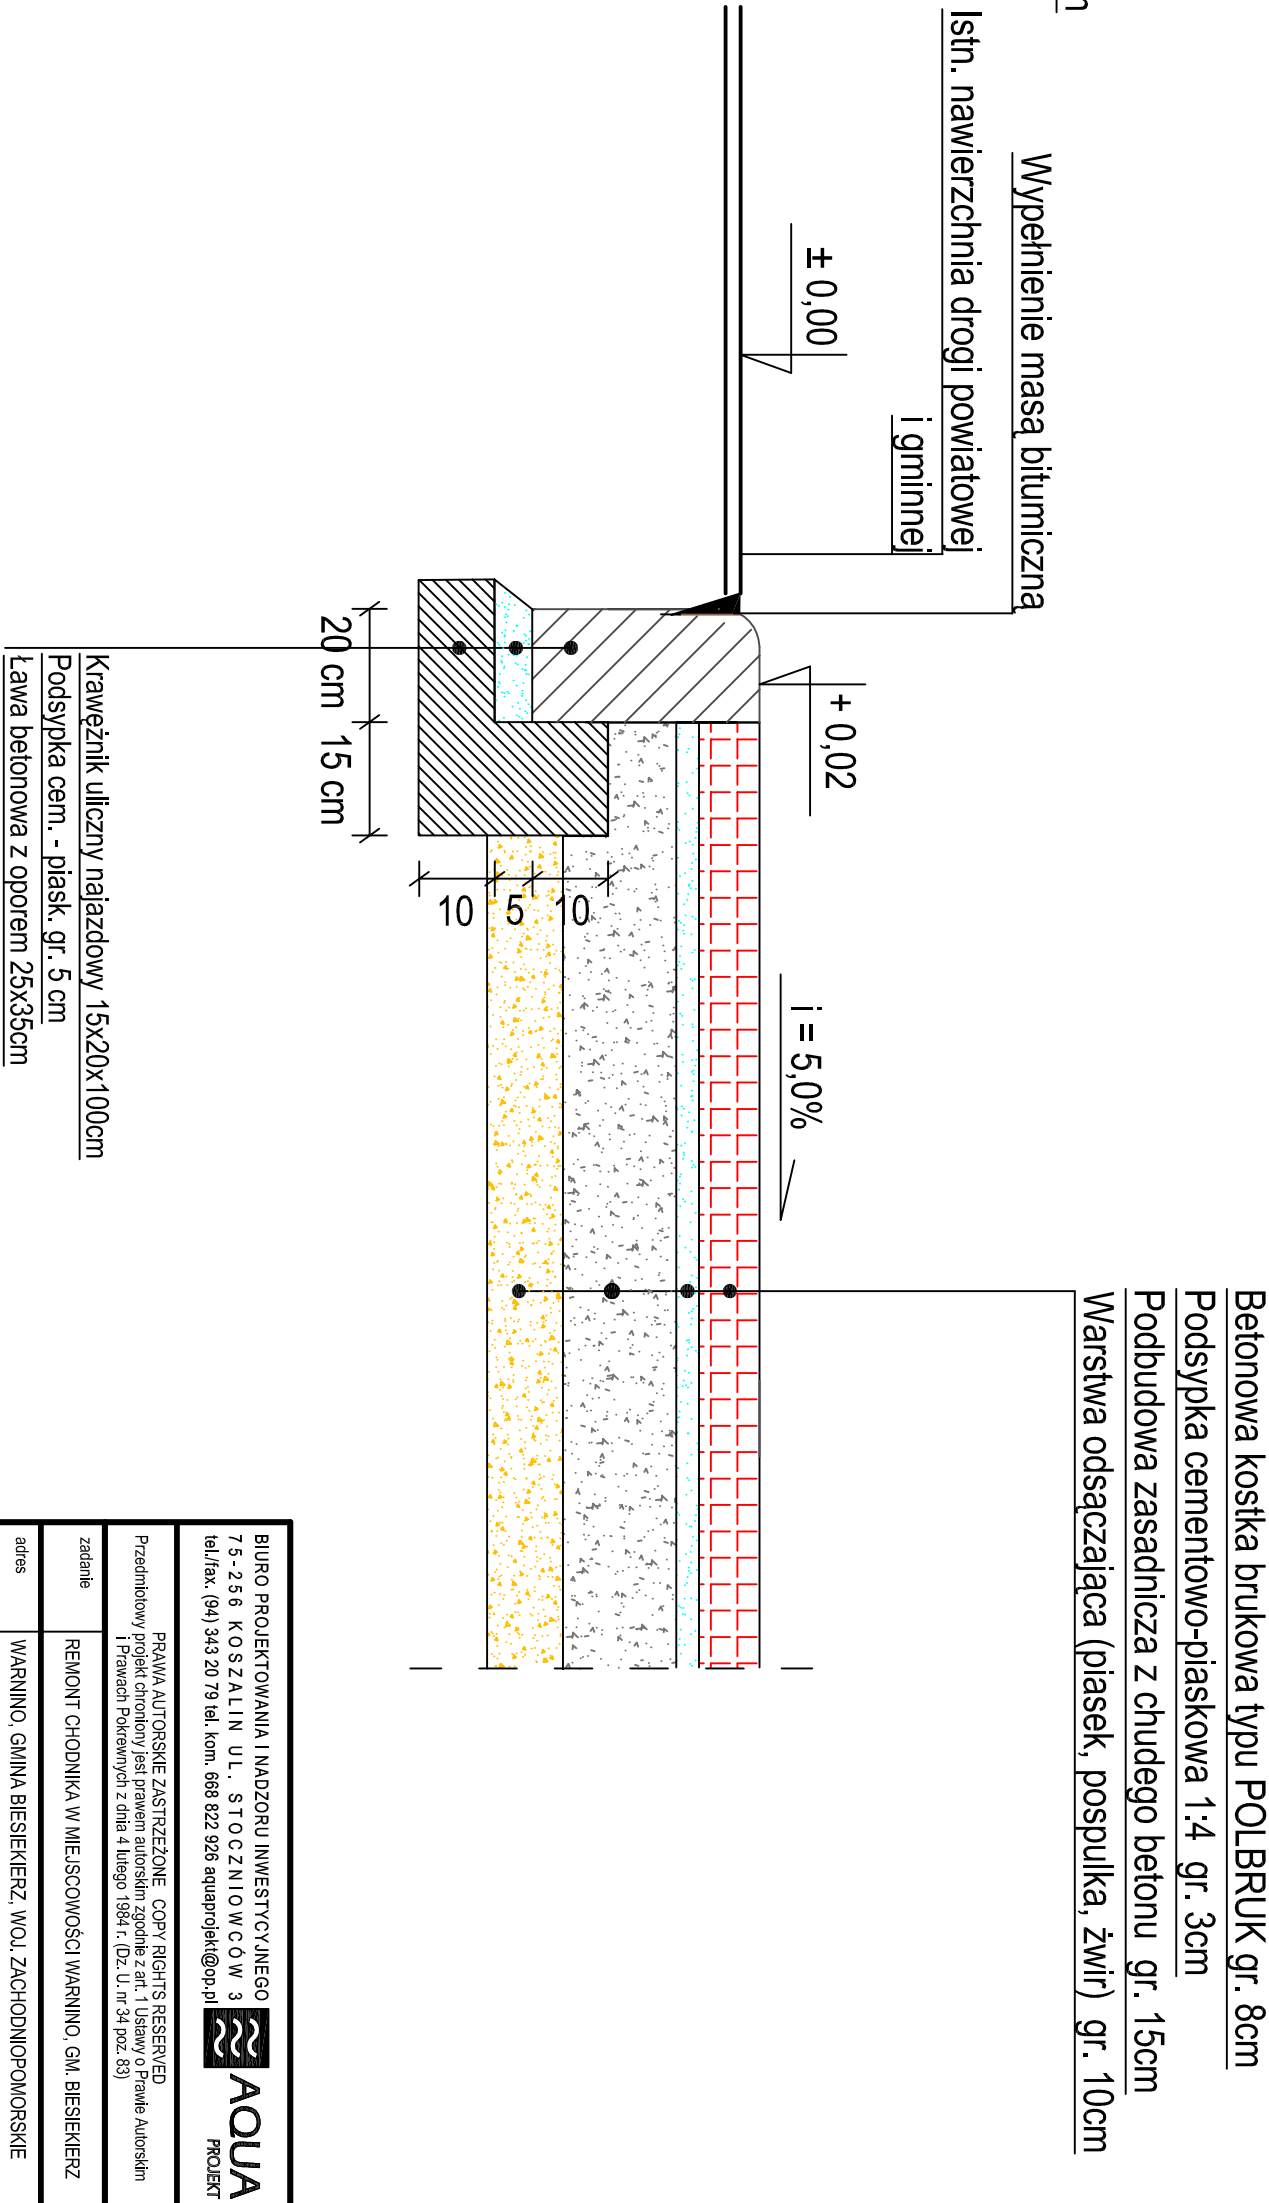 Betonowa kostka brukowa typu POLBRUK gr. 8cm
Podsypka cementowo-piaskowa 1:4 gr. 3cm
Podbudowa zasadnicza z chudego betonu gr. 15cm
Warstwa odsączająca (piasek, pospulka, żwir) gr. 10cm
Wypełnienie masą bitumiczną
Istn. nawierzchnia drogi powiatowej
i gminnej
± 0,00
+ 0,02
i = 5,0%
10
5
10
20 cm
15 cm
Krawężnik uliczny najazdowy 15x20x100cm
Podsypka cem. - piask. gr. 5 cm
Ława betonowa z oporem 25x35cm
BIURO PROJEKTOWANIA I NADZORU INWESTYCYJNEGO
75-256 KOSZALIN UL. STOCZNIOWCÓW 3
tel./fax. (94) 343 20 79 tel. kom. 668 822 926 aquaprojekt@op.pl
AQUA
PROJEKT
PRAWA AUTORSKIE ZASTRZEŻONE COPY RIGHTS RESERVED
Przedmiotowy projekt chroniony jest prawem autorskim zgodnie z art. 1 Ustawy o Prawie Autorskim
i Prawach Pokrewnych z dnia 4 lutego 1984 r. (Dz. U. nr 34 poz. 83)
zadanie
REMONT CHODNIKA W MIEJSCOWOŚCI WARNINO, GM. BIESIEKIERZ
adres
WARNINO, GMINA BIESIEKIERZ, WOJ. ZACHODNIOPOMORSKIE